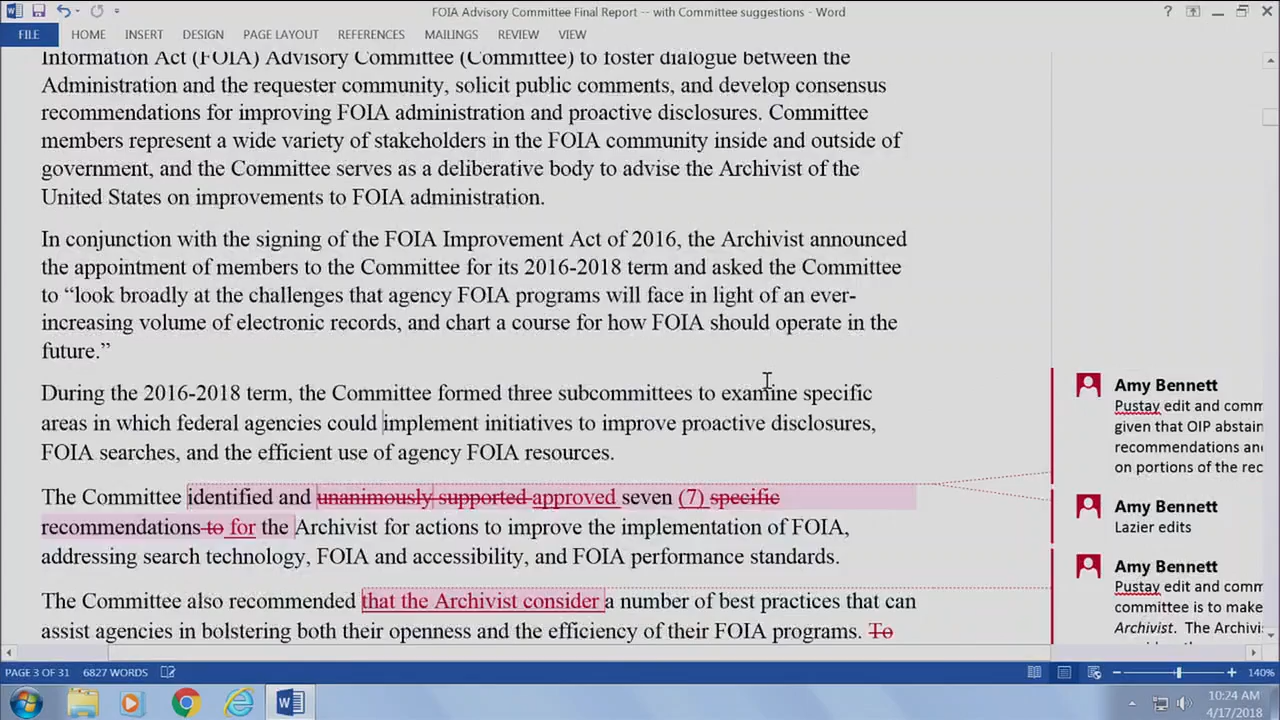 FOIA Advisory Committee Final Report -- with Committee suggestions - Word
FILE HOME INSERT DESIGN PAGE LAYOUT REFERENCES MAILINGS REVIEW VIEW
Information Act (FOIA) Advisory Committee (Committee) to foster dialogue between the
Administration and the requester community, solicit public comments, and develop consensus
recommendations for improving FOIA administration and proactive disclosures. Committee
members represent a wide variety of stakeholders in the FOIA community inside and outside of
government, and the Committee serves as a deliberative body to advise the Archivist of the
United States on improvements to FOIA administration.
In conjunction with the signing of the FOIA Improvement Act of 2016, the Archivist announced
the appointment of members to the Committee for its 2016-2018 term and asked the Committee
to “look broadly at the challenges that agency FOIA programs will face in light of an ever-
increasing volume of electronic records, and chart a course for how FOIA should operate in the
future.”
During the 2016-2018 term, the Committee formed three subcommittees to examine specific
areas in which federal agencies could implement initiatives to improve proactive disclosures,
FOIA searches, and the efficient use of agency FOIA resources.
The Committee identified and unanimously supported approved seven (7) specific
recommendations to for the Archivist for actions to improve the implementation of FOIA,
addressing search technology, FOIA and accessibility, and FOIA performance standards.
The Committee also recommended that the Archivist consider a number of best practices that can
assist agencies in bolstering both their openness and the efficiency of their FOIA programs. To
Amy Bennett
Pustay edit and comm
given that OIP abstain
recommendations and
on portions of the rec
Amy Bennett
Lazier edits
Amy Bennett
Pustay edit and comm
committee is to make
Archivist. The Archivi
PAGE 3 OF 31 6827 WORDS 140%
10:24 AM
4/17/2018